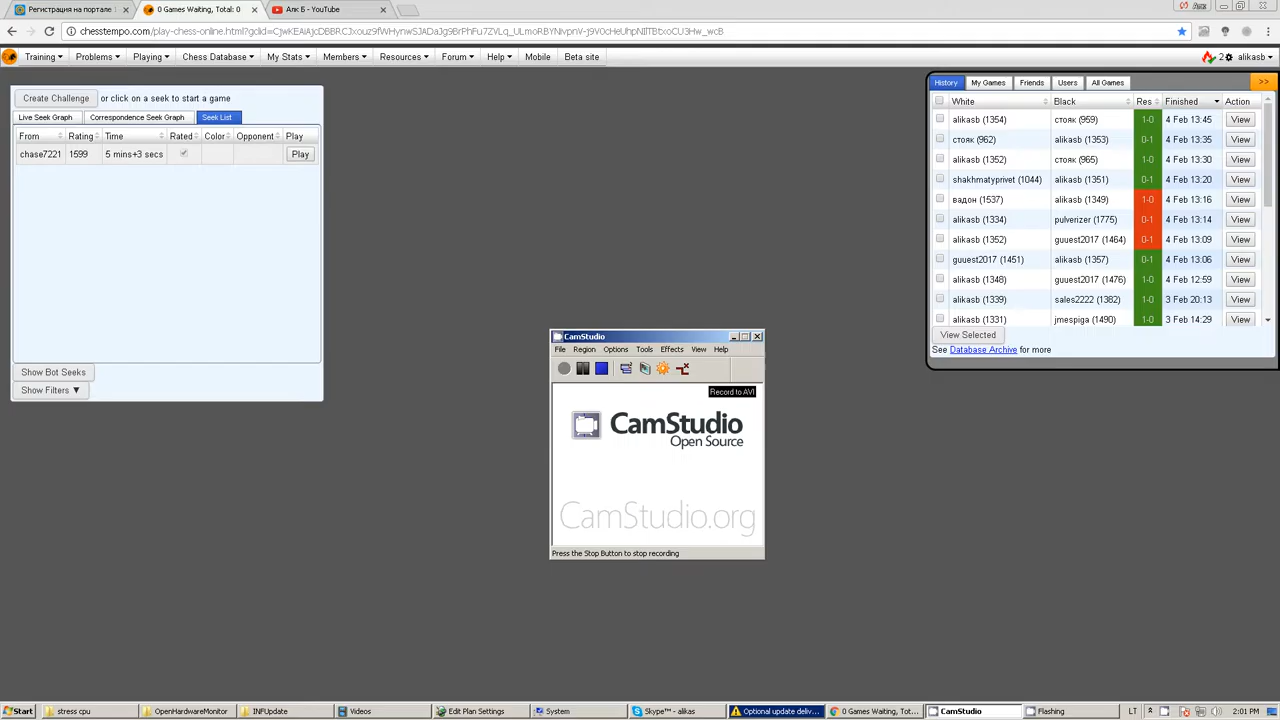 Регистрация на портале
0 Games Waiting, Total: 0
Апк Б - YouTube
chesstempo.com/play-chess-online.html?gclid=
Training Problems Playing Chess Database My Stats Members Resources Forum Help Mobile Beta site
2 alikasb
Create Challenge or click on a seek to start a game
Live Seek Graph Correspondence Seek Graph Seek List
From Rating Time Rated Color Opponent Play
chase7221 1599 5 mins+3 secs Play
Show Bot Seeks
Show Filters ▼
History My Games Friends Users All Games >>
White Black Res Finished Action
alikasb (1354) стояк (959) 1-0 4 Feb 13:45 View
стояк (962) alikasb (1353) 0-1 4 Feb 13:35 View
alikasb (1352) стояк (965) 1-0 4 Feb 13:30 View
shakhmatyprivet (1044) alikasb (1351) 0-1 4 Feb 13:20 View
вадон (1537) alikasb (1349) 1-0 4 Feb 13:16 View
alikasb (1334) pulverizer (1775) 0-1 4 Feb 13:14 View
alikasb (1352) guuest2017 (1464) 0-1 4 Feb 13:09 View
guuest2017 (1451) alikasb (1357) 0-1 4 Feb 13:06 View
alikasb (1348) guuest2017 (1476) 1-0 4 Feb 12:59 View
alikasb (1339) sales2222 (1382) 1-0 3 Feb 20:13 View
alikasb (1331) jmespiga (1490) 1-0 3 Feb 14:29 View
View Selected
See Database Archive for more
CamStudio
File Region Options Tools Effects View Help
Record to AVI
CamStudio
Open Source
CamStudio.org
Press the Stop Button to stop recording
Start stress cpu OpenHardwareMonitor INFUpdate Videos Edit Plan Settings System Skype™ - alikas Optional update deliv... 0 Games Waiting, Tot... CamStudio Flashing LT 2:01 PM